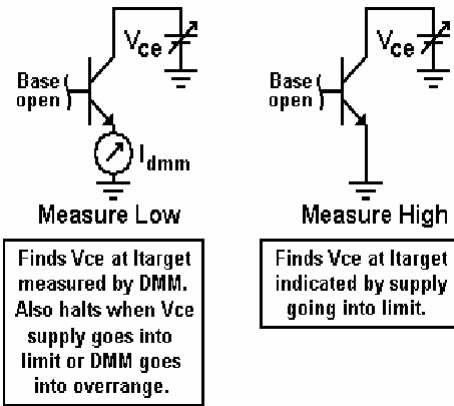 Vce
Base
open
Idmm
Measure Low
Finds Vce at Itarget
measured by DMM.
Also halts when Vce
supply goes into
limit or DMM goes
into overrange.
Vce
Base
open
Measure High
Finds Vce at Itarget
indicated by supply
going into limit.